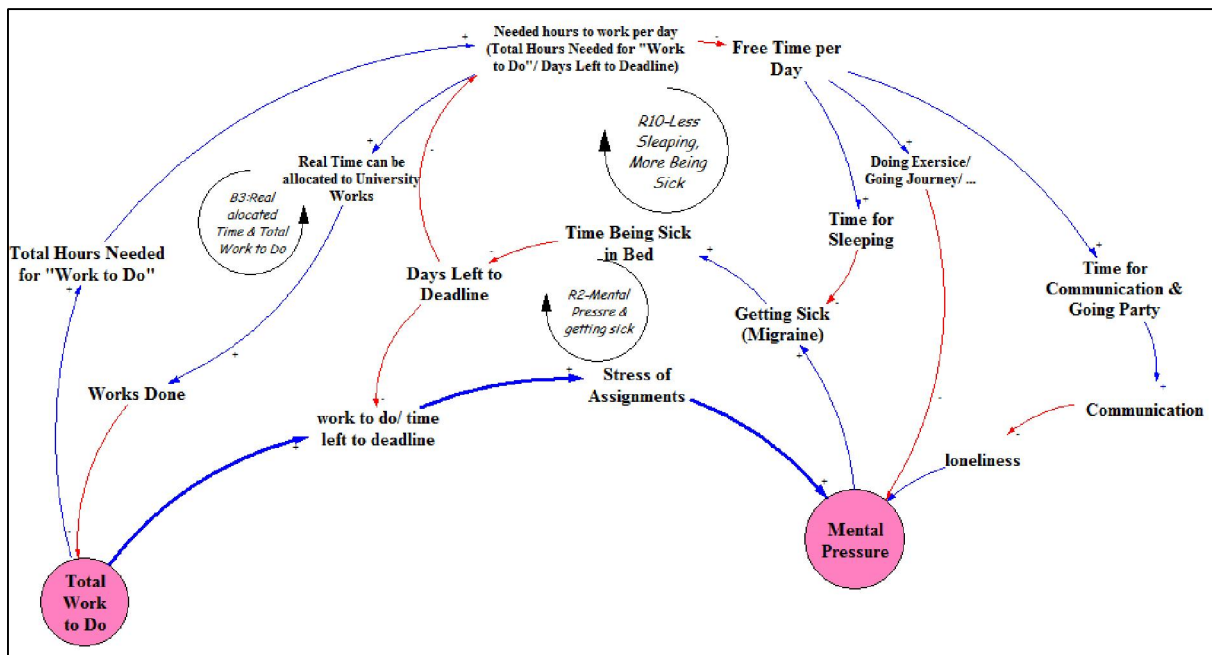 Needed hours to work per day
(Total Hours Needed for "Work
to Do"/ Days Left to Deadline)
Free Time per
Day
R10-Less
Sleaping,
More Being
Sick
Real Time can be
allocated to University
Works
Doing Exersice/
Going Journey/ ...
B3:Real
alocated
Time & Total
Work to Do
Time for
Sleeping
Total Hours Needed
for "Work to Do"
Time Being Sick
in Bed
Days Left to
Deadline
Time for
Communication &
Going Party
R2-Mental
Pressre &
getting sick
Getting Sick
(Migraine)
Works Done
Stress of
Assignments
work to do/ time
left to deadline
Communication
loneliness
Mental
Pressure
Total
Work
to Do